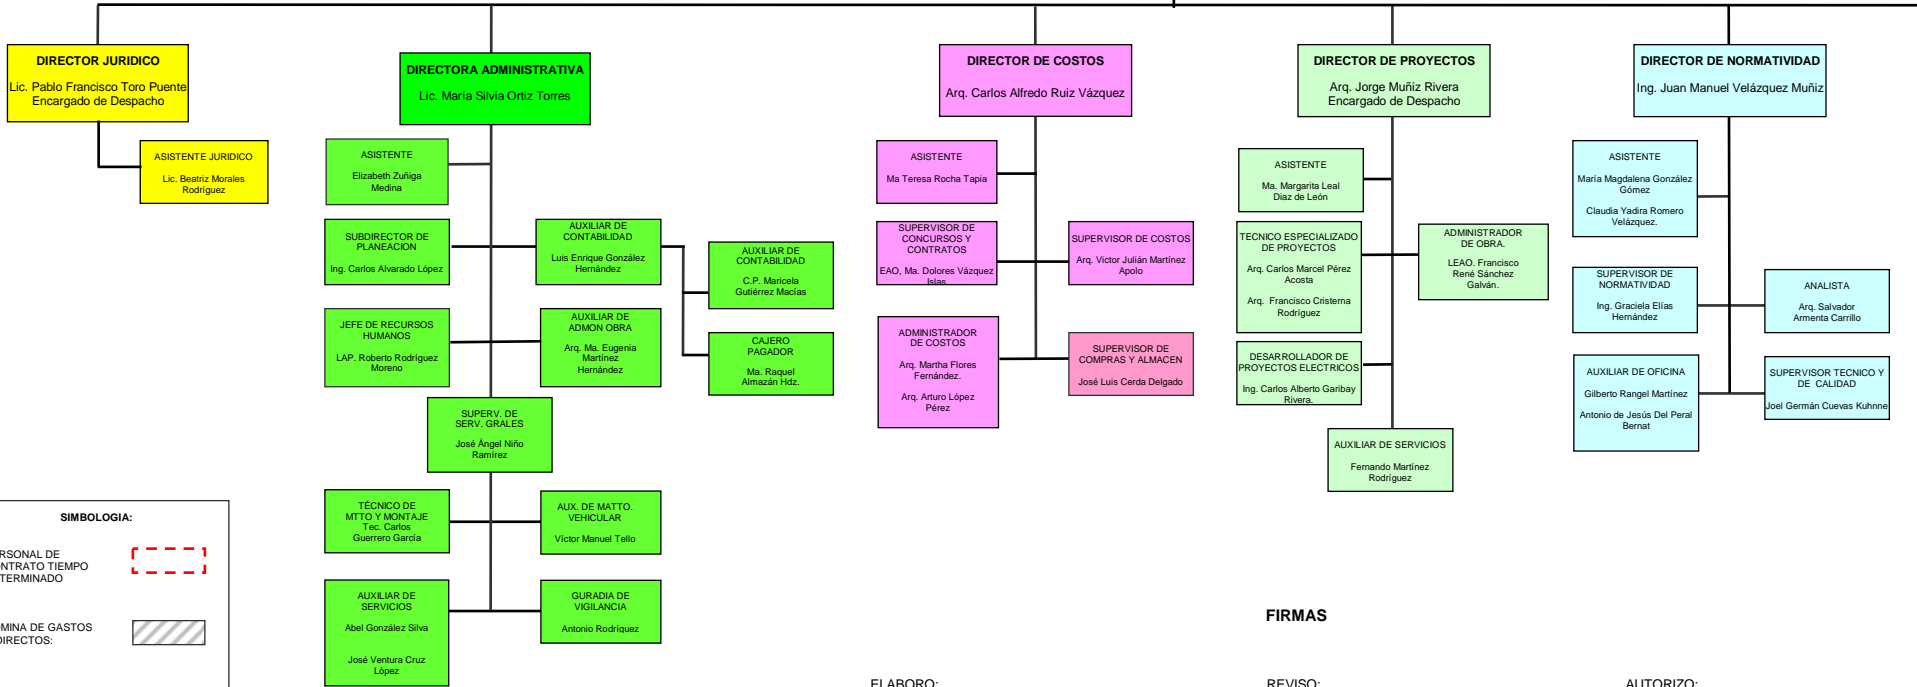 DIRECTOR JURIDICO
Lic. Pablo Francisco Toro Puente
Encargado de Despacho
ASISTENTE JURIDICO
Lic. Beatriz Morales
Rodríguez
DIRECTORA ADMINISTRATIVA
Lic. María Silvia Ortiz Torres
ASISTENTE
Elizabeth Zuñiga
Medina
SUBDIRECTOR DE
PLANEACION
Ing. Carlos Alvarado López
AUXILIAR DE
CONTABILIDAD
Luis Enrique González
Hernández
AUXILIAR DE
CONTABILIDAD
C.P. Maricela
Gutiérrez Macías
JEFE DE RECURSOS
HUMANOS
LAP. Roberto Rodríguez
Moreno
AUXILIAR DE
ADMON OBRA
Arq. Ma. Eugenia
Martínez
Hernández
CAJERO
PAGADOR
Ma. Raquel
Almazán Hdz.
SUPERV. DE
SERV. GRALES
José Ángel Niño
Ramírez
TÉCNICO DE
MTTO Y MONTAJE
Tec. Carlos
Guerrero García
AUX. DE MATTO.
VEHICULAR
Víctor Manuel Tello
AUXILIAR DE
SERVICIOS
Abel González Silva
José Ventura Cruz
López
GURADIA DE
VIGILANCIA
Antonio Rodríguez
DIRECTOR DE COSTOS
Arq. Carlos Alfredo Ruiz Vázquez
ASISTENTE
Ma Teresa Rocha Tapia
SUPERVISOR DE
CONCURSOS Y
CONTRATOS
EAO, Ma. Dolores Vázquez
Islas
SUPERVISOR DE COSTOS
Arq. Victor Julián Martínez
Apolo
ADMINISTRADOR
DE COSTOS
Arq. Martha Flores
Fernández.
Arq. Arturo López
Pérez
SUPERVISOR DE
COMPRAS Y ALMACEN
José Luis Cerda Delgado
DIRECTOR DE PROYECTOS
Arq. Jorge Muñiz Rivera
Encargado de Despacho
ASISTENTE
Ma. Margarita Leal
Diaz de León
TECNICO ESPECIALIZADO
DE PROYECTOS
Arq. Carlos Marcel Pérez
Acosta
Arq. Francisco Cristerna
Rodríguez
ADMINISTRADOR
DE OBRA.
LEAO. Francisco
René Sánchez
Galván.
DESARROLLADOR DE
PROYECTOS ELECTRICOS
Ing. Carlos Alberto Garibay
Rivera.
AUXILIAR DE SERVICIOS
Fernando Martínez
Rodríguez
DIRECTOR DE NORMATIVIDAD
Ing. Juan Manuel Velázquez Muñiz
ASISTENTE
María Magdalena González
Gómez
Claudia Yadira Romero
Velázquez.
SUPERVISOR DE
NORMATIVIDAD
Ing. Graciela Elías
Hernández
ANALISTA
Arq. Salvador
Armenta Carrillo
AUXILIAR DE OFICINA
Gilberto Rangel Martínez
Antonio de Jesús Del Peral
Bernat
SUPERVISOR TECNICO Y
DE CALIDAD
Joel Germán Cuevas Kuhnne
SIMBOLOGIA:
RSONAL DE
NTRATO TIEMPO
TERMINADO
MINA DE GASTOS
DIRECTOS:
FIRMAS
ELABORO:
REVISO:
AUTORIZO: